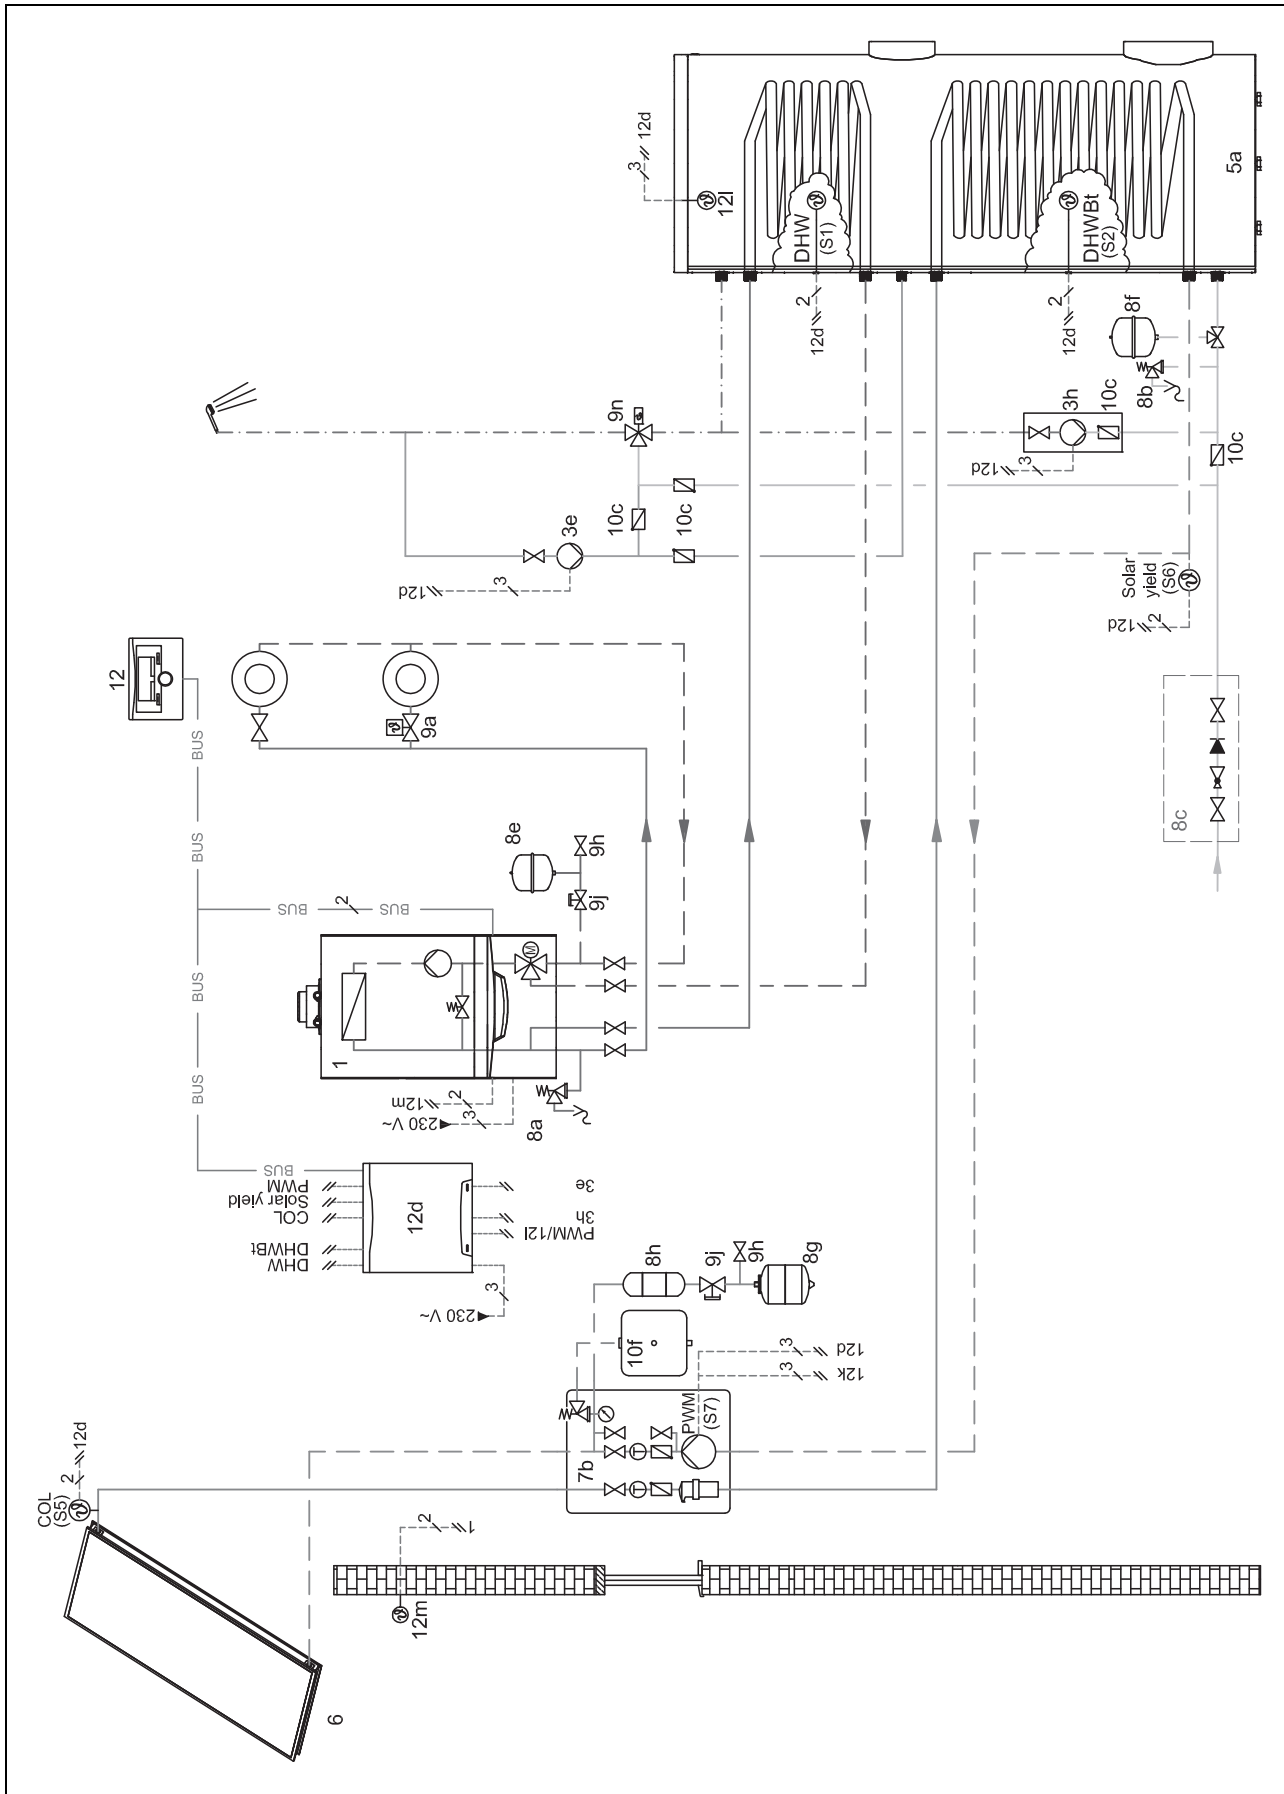 6
COL
(S5)
2
12d
12m
2
1
7b
PWM
(S7)
3
12k
3
12d
10f
8h
9j
9h
8g
230 V~
3
DHW
DHWBt
COL
Solar yield
PWM
12d
PWM/12l
3h
3e
BUS
BUS
BUS
BUS
BUS
12
BUS
2
BUS
1
12m
2
230 V~
3
8a
8e
9j
9h
9a
12d
3
3e
10c
10c
9n
12d
3
3h
10c
8b
8f
10c
8c
12d
2
Solar
yield
(S6)
3
12d
12l
DHW
(S1)
2
12d
DHWBt
(S2)
2
12d
5a
M